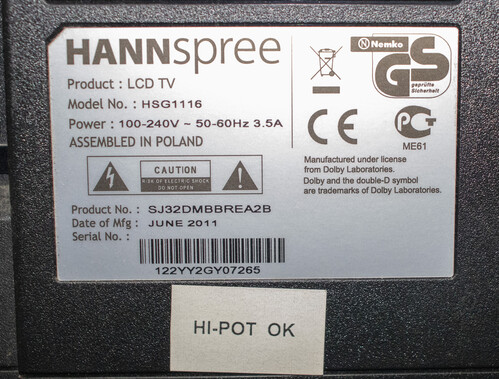 HANNspree
Product : LCD TV
Model No. : HSG1116
Power : 100-240V ~ 50-60Hz 3.5A
ASSEMBLED IN POLAND
CAUTION
RISK OF ELECTRIC SHOCK
DO NOT OPEN
Product No. : SJ32DMBBREA2B
Date of Mfg : JUNE 2011
Serial No. :
122YY2GY07265
N Nemko
GS
geprüfte
Sicherheit
CE
PCT
ME61
Manufactured under license
from Dolby Laboratories.
Dolby and the double-D symbol
are trademarks of Dolby Laboratories.
HI-POT OK